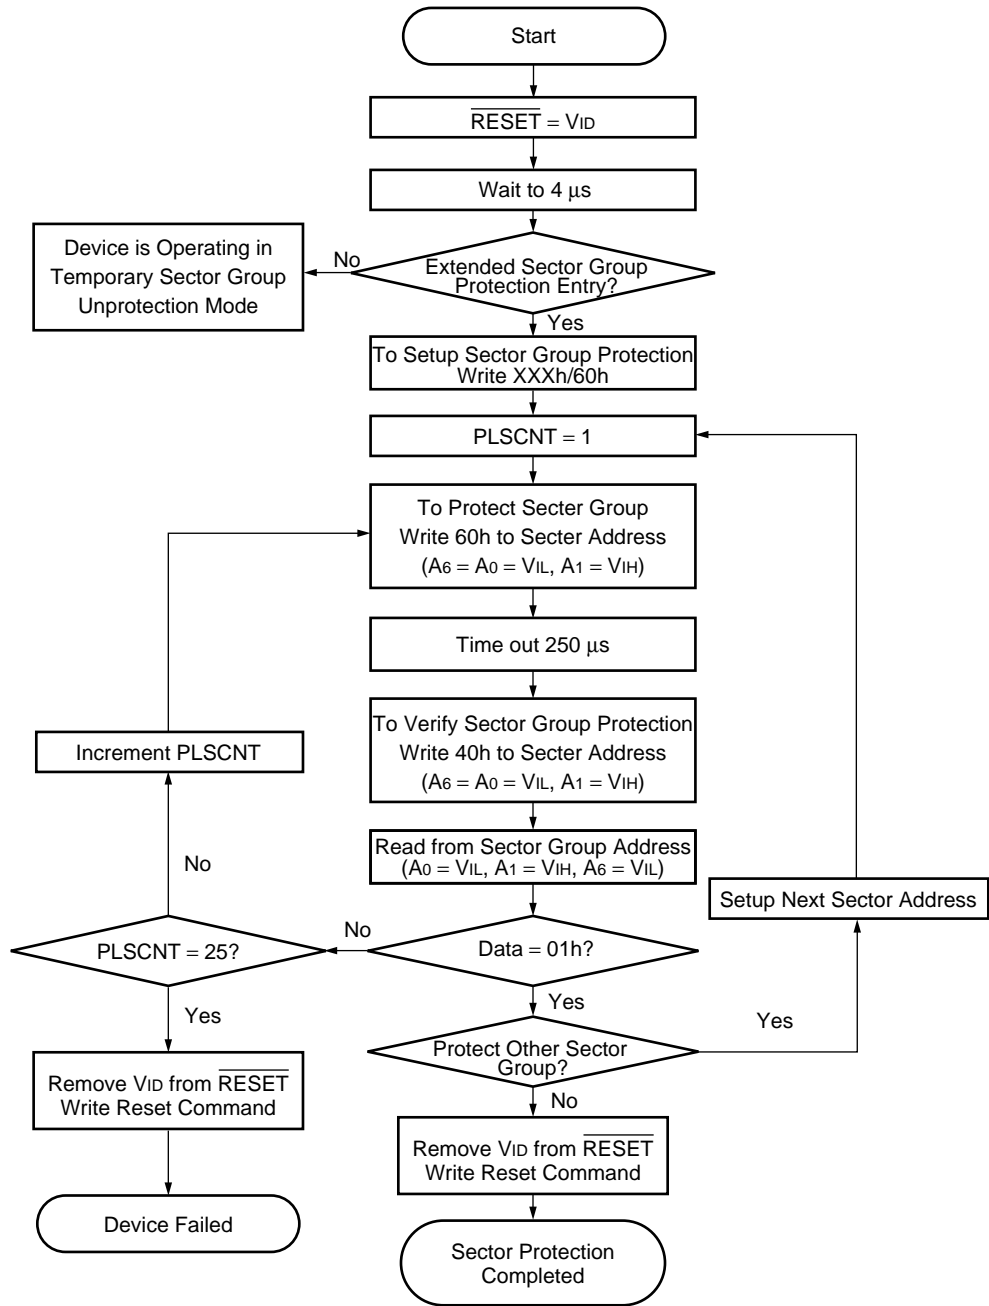 Start
RESET = VID
Wait to 4 μs
Device is Operating in
Temporary Sector Group
Unprotection Mode
No
Extended Sector Group
Protection Entry?
Yes
To Setup Sector Group Protection
Write XXXh/60h
PLSCNT = 1
To Protect Secter Group
Write 60h to Secter Address
(A6 = A0 = VIL, A1 = VIH)
Time out 250 μs
To Verify Sector Group Protection
Write 40h to Secter Address
(A6 = A0 = VIL, A1 = VIH)
Increment PLSCNT
Read from Sector Group Address
(A0 = VIL, A1 = VIH, A6 = VIL)
No
Setup Next Sector Address
PLSCNT = 25?
No
Data = 01h?
Yes
Yes
Yes
Protect Other Sector
Group?
No
Remove VID from RESET
Write Reset Command
Remove VID from RESET
Write Reset Command
Device Failed
Sector Protection
Completed